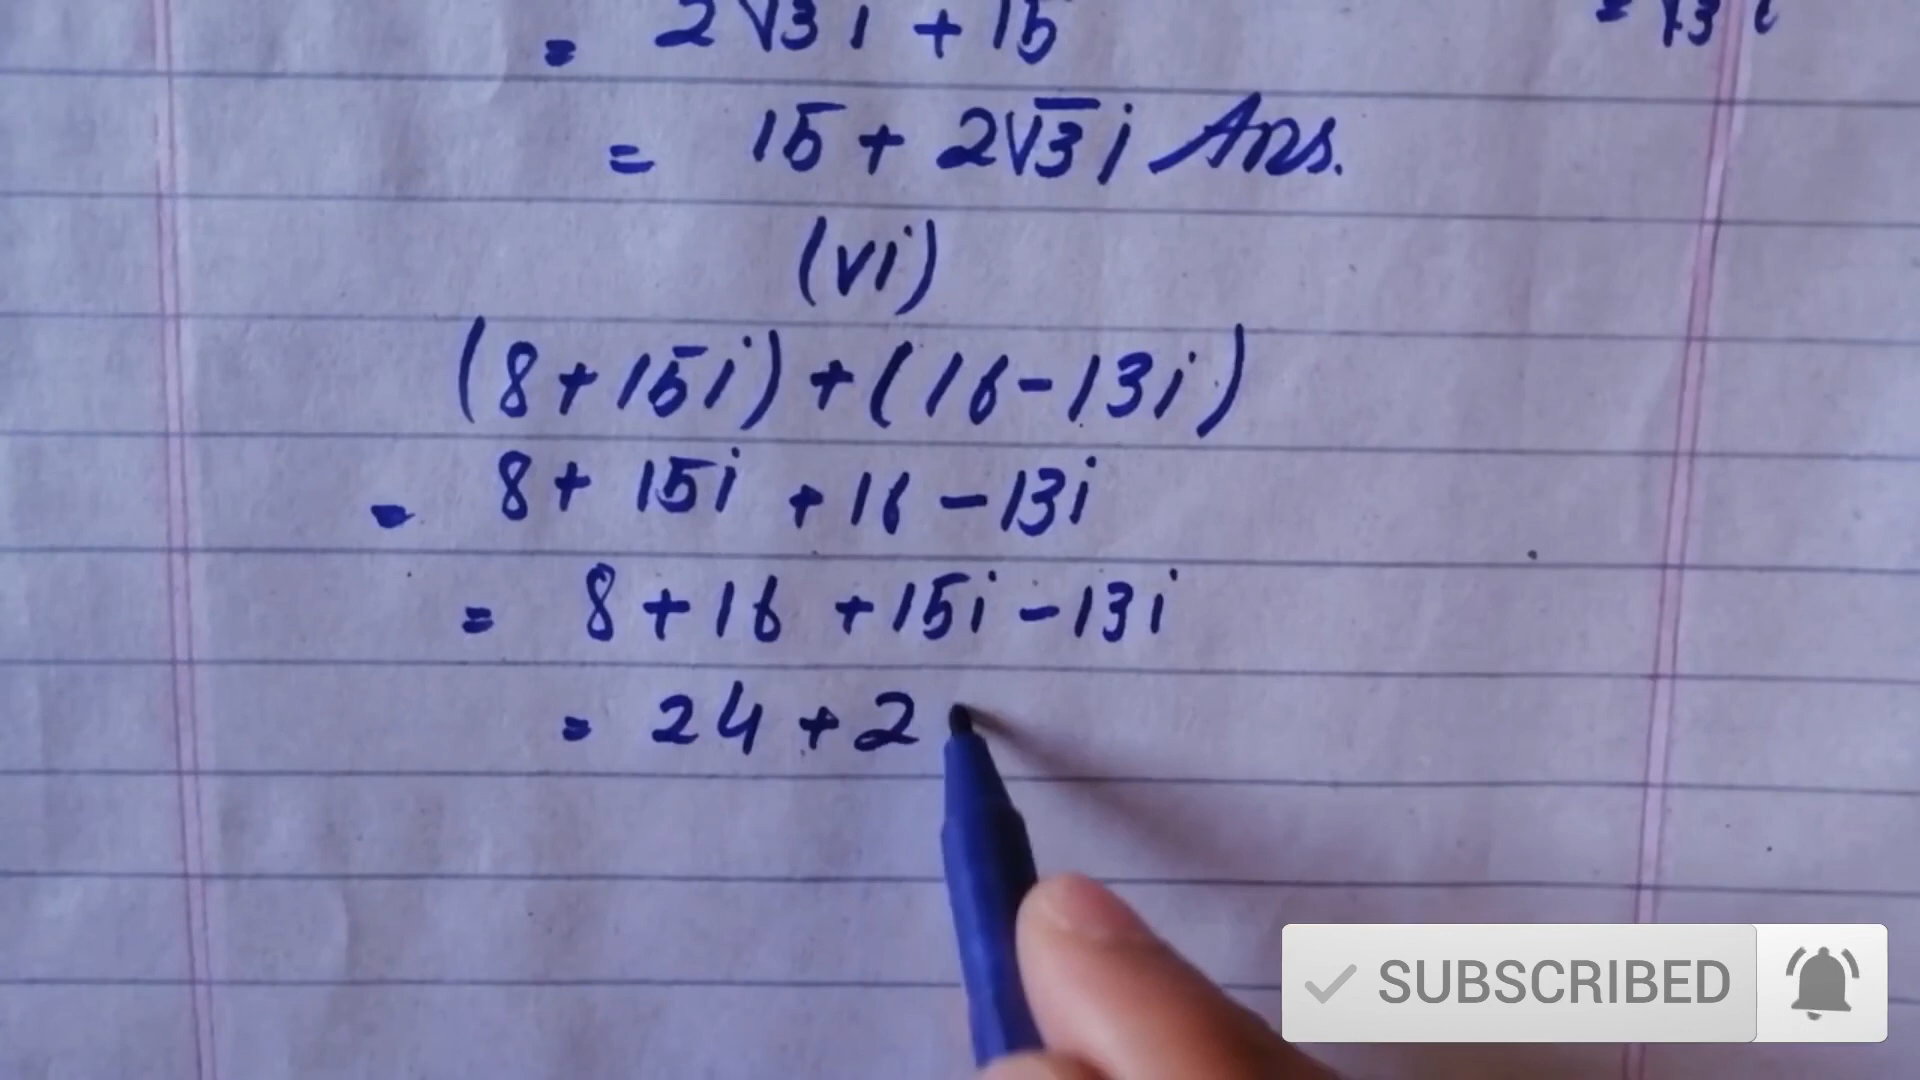 = 2√3 i + 15
= √3 i
= 15 + 2√3 i Ans.
(vi)
(8+15i)+(16-13i)
= 8+ 15i +16 -13i
= 8 +16 +15i -13i
= 24 +2
SUBSCRIBED